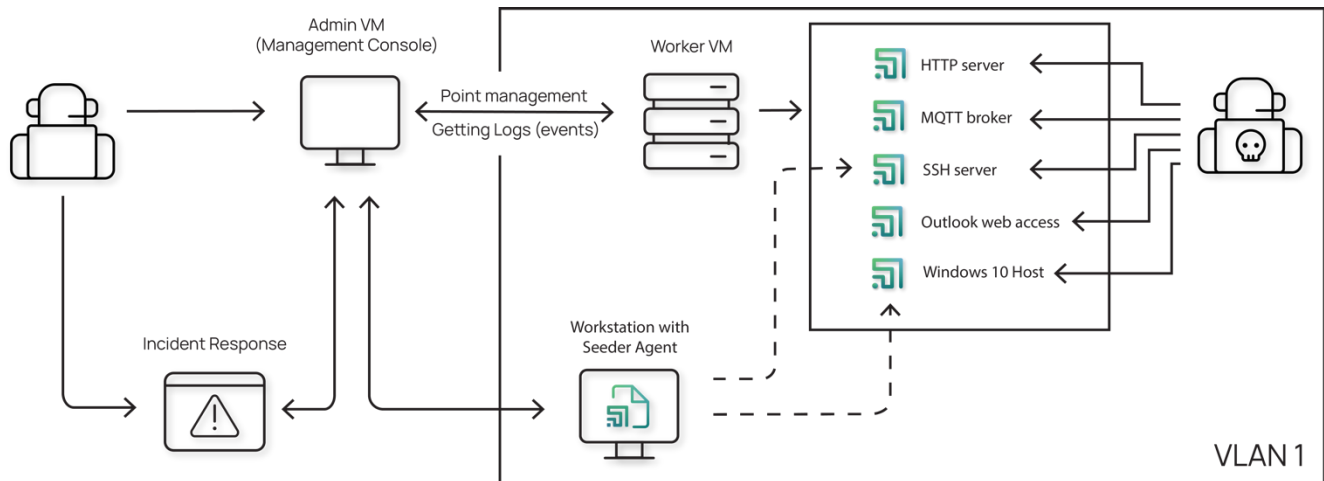 Admin VM
(Management Console)
Worker VM
Point management
Getting Logs (events)
HTTP server
MQTT broker
SSH server
Outlook web access
Windows 10 Host
Incident Response
Workstation with
Seeder Agent
VLAN 1